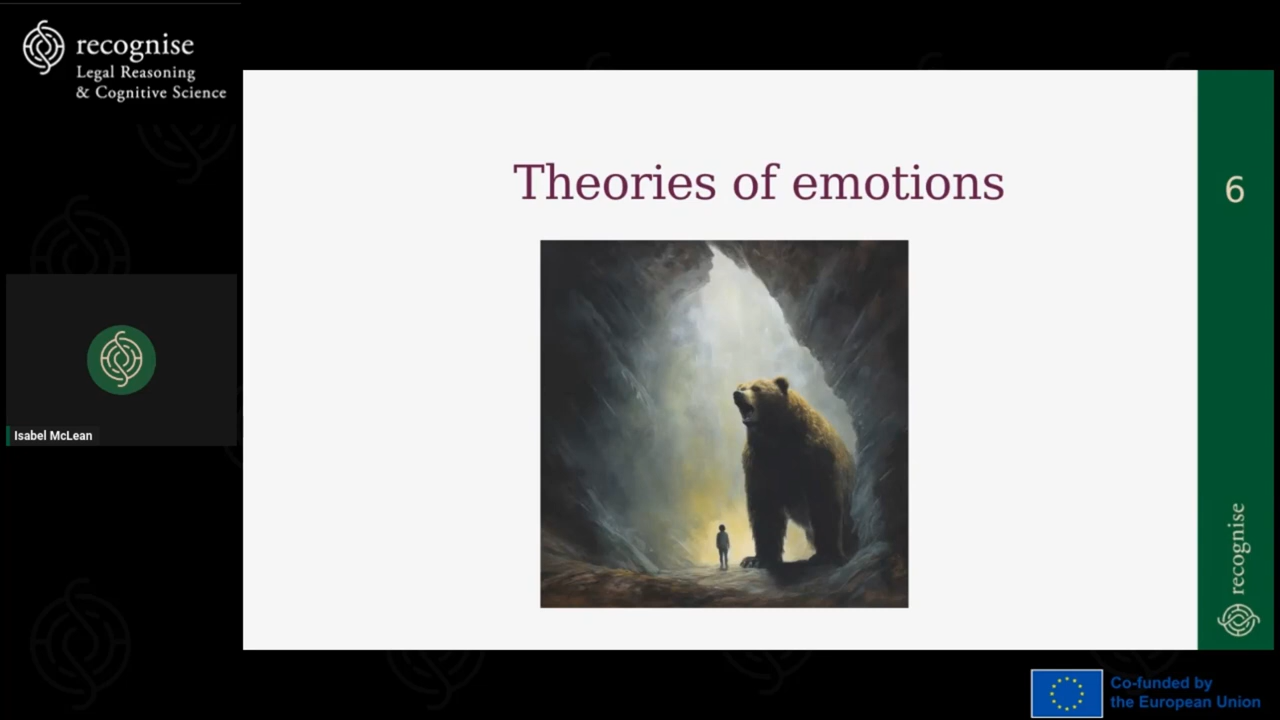 recognise
Legal Reasoning
& Cognitive Science
Theories of emotions
6
Isabel McLean
recognise
Co-funded by
the European Union